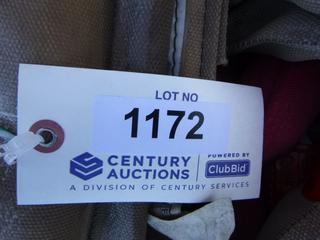 LOT NO
1172
CENTURY AUCTIONS
POWERED BY
ClubBid
A DIVISION OF CENTURY SERVICES